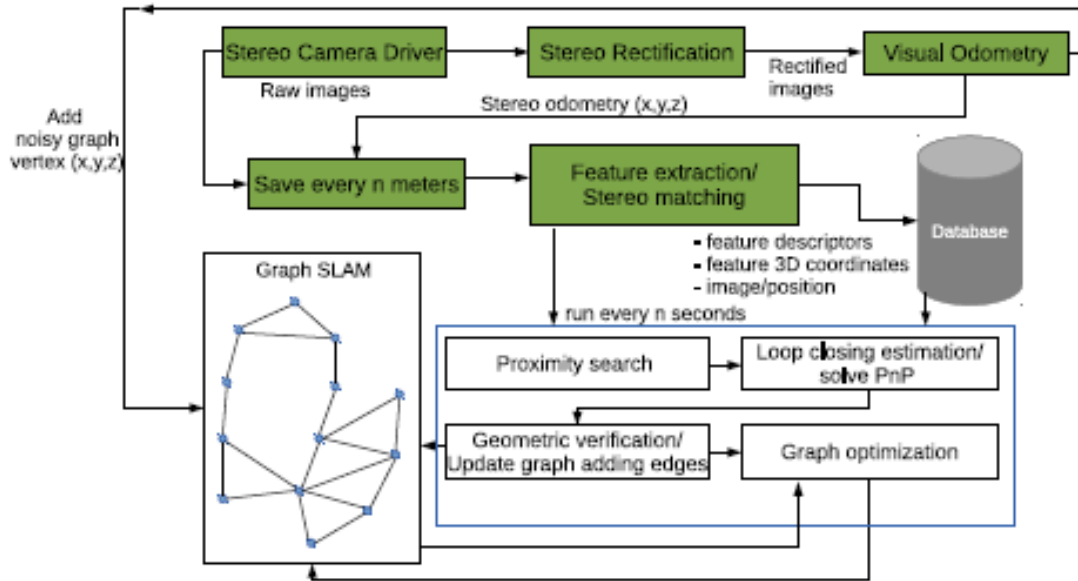 Stereo Camera Driver
Stereo Rectification
Visual Odometry
Raw images
Rectified
images
Stereo odometry (x,y,z)
Add
noisy graph
vertex (x,y,z)
Save every n meters
Feature extraction/
Stereo matching
Database
- feature descriptors
- feature 3D coordinates
- image/position
Graph SLAM
run every n seconds
Proximity search
Loop closing estimation/
solve PnP
Geometric verification/
Update graph adding edges
Graph optimization